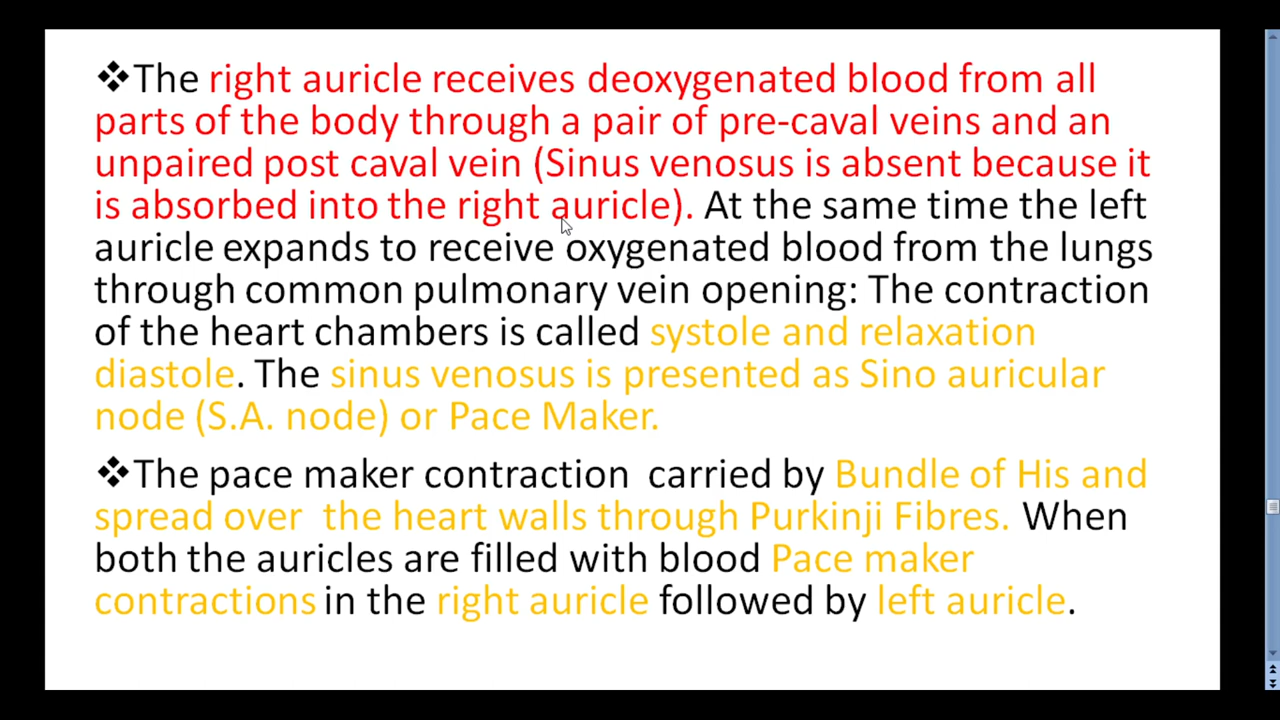 ❖The right auricle receives deoxygenated blood from all
parts of the body through a pair of pre-caval veins and an
unpaired post caval vein (Sinus venosus is absent because it
is absorbed into the right auricle). At the same time the left
auricle expands to receive oxygenated blood from the lungs
through common pulmonary vein opening: The contraction
of the heart chambers is called systole and relaxation
diastole. The sinus venosus is presented as Sino auricular
node (S.A. node) or Pace Maker.
❖The pace maker contraction  carried by Bundle of His and
spread over  the heart walls through Purkinji Fibres. When
both the auricles are filled with blood Pace maker
contractions in the right auricle followed by left auricle.